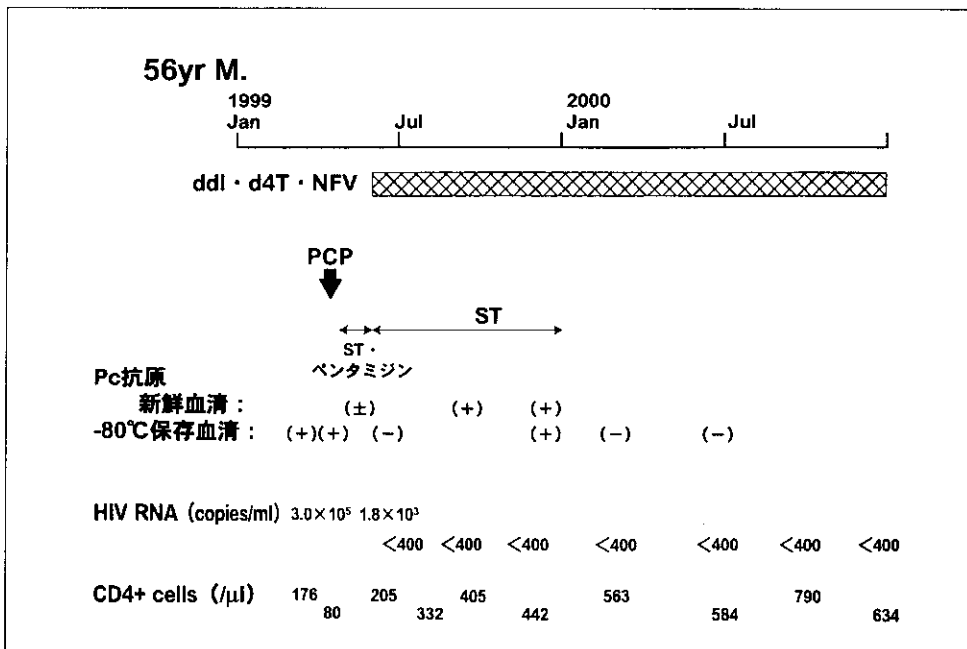 56yr M.
1999 2000
Jan Jul Jan Jul
ddI・d4T・NFV
PCP
ST
ST・
ペンタミジン
Pc抗原
新鮮血清： (±) (+) (+)
-80℃保存血清： (+)(+) (−) (+) (−) (−)
HIV RNA (copies/ml) 3.0×10⁵ 1.8×10³
<400 <400 <400 <400 <400 <400 <400
CD4+ cells (/μl) 176 205 405 563 790
80 332 442 584 634